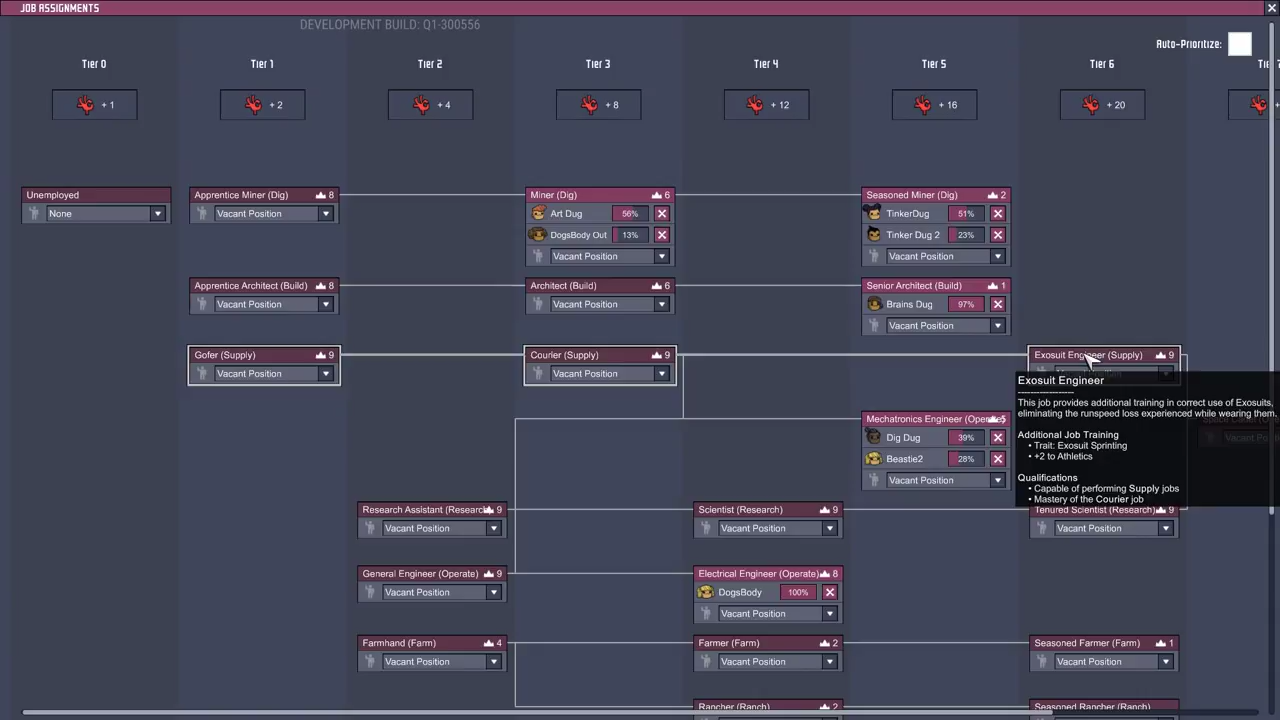 JOB ASSIGNMENTS
DEVELOPMENT BUILD: Q1-300556
Auto-Prioritize:
Tier 0
Tier 1
Tier 2
Tier 3
Tier 4
Tier 5
Tier 6
+ 1
+ 2
+ 4
+ 8
+ 12
+ 16
+ 20
Unemployed
None
Apprentice Miner (Dig) 8
Vacant Position
Miner (Dig) 6
Art Dug 56%
DogsBody Out 13%
Vacant Position
Seasoned Miner (Dig) 2
TinkerDug 51%
Tinker Dug 2 23%
Vacant Position
Apprentice Architect (Build) 8
Vacant Position
Architect (Build) 6
Vacant Position
Senior Architect (Build) 1
Brains Dug 97%
Vacant Position
Gofer (Supply) 9
Vacant Position
Courier (Supply) 9
Vacant Position
Exosuit Engineer (Supply) 9
Exosuit Engineer
This job provides additional training in correct use of Exosuits,
eliminating the runspeed loss experienced while wearing them.
Additional Job Training
• Trait: Exosuit Sprinting
• +2 to Athletics
Qualifications
• Capable of performing Supply jobs
• Mastery of the Courier job
Mechatronics Engineer
Dig Dug 39%
Beastie2 28%
Vacant Position
Research Assistant 9
Vacant Position
Scientist (Research) 9
Vacant Position
Tenured Scientist (Research) 9
Vacant Position
General Engineer (Operate) 9
Vacant Position
Electrical Engineer (Operate) 8
DogsBody 100%
Vacant Position
Farmhand (Farm) 4
Vacant Position
Farmer (Farm) 2
Vacant Position
Seasoned Farmer (Farm) 1
Vacant Position
Rancher (Ranch) 2
Seasoned Rancher (Ranch)